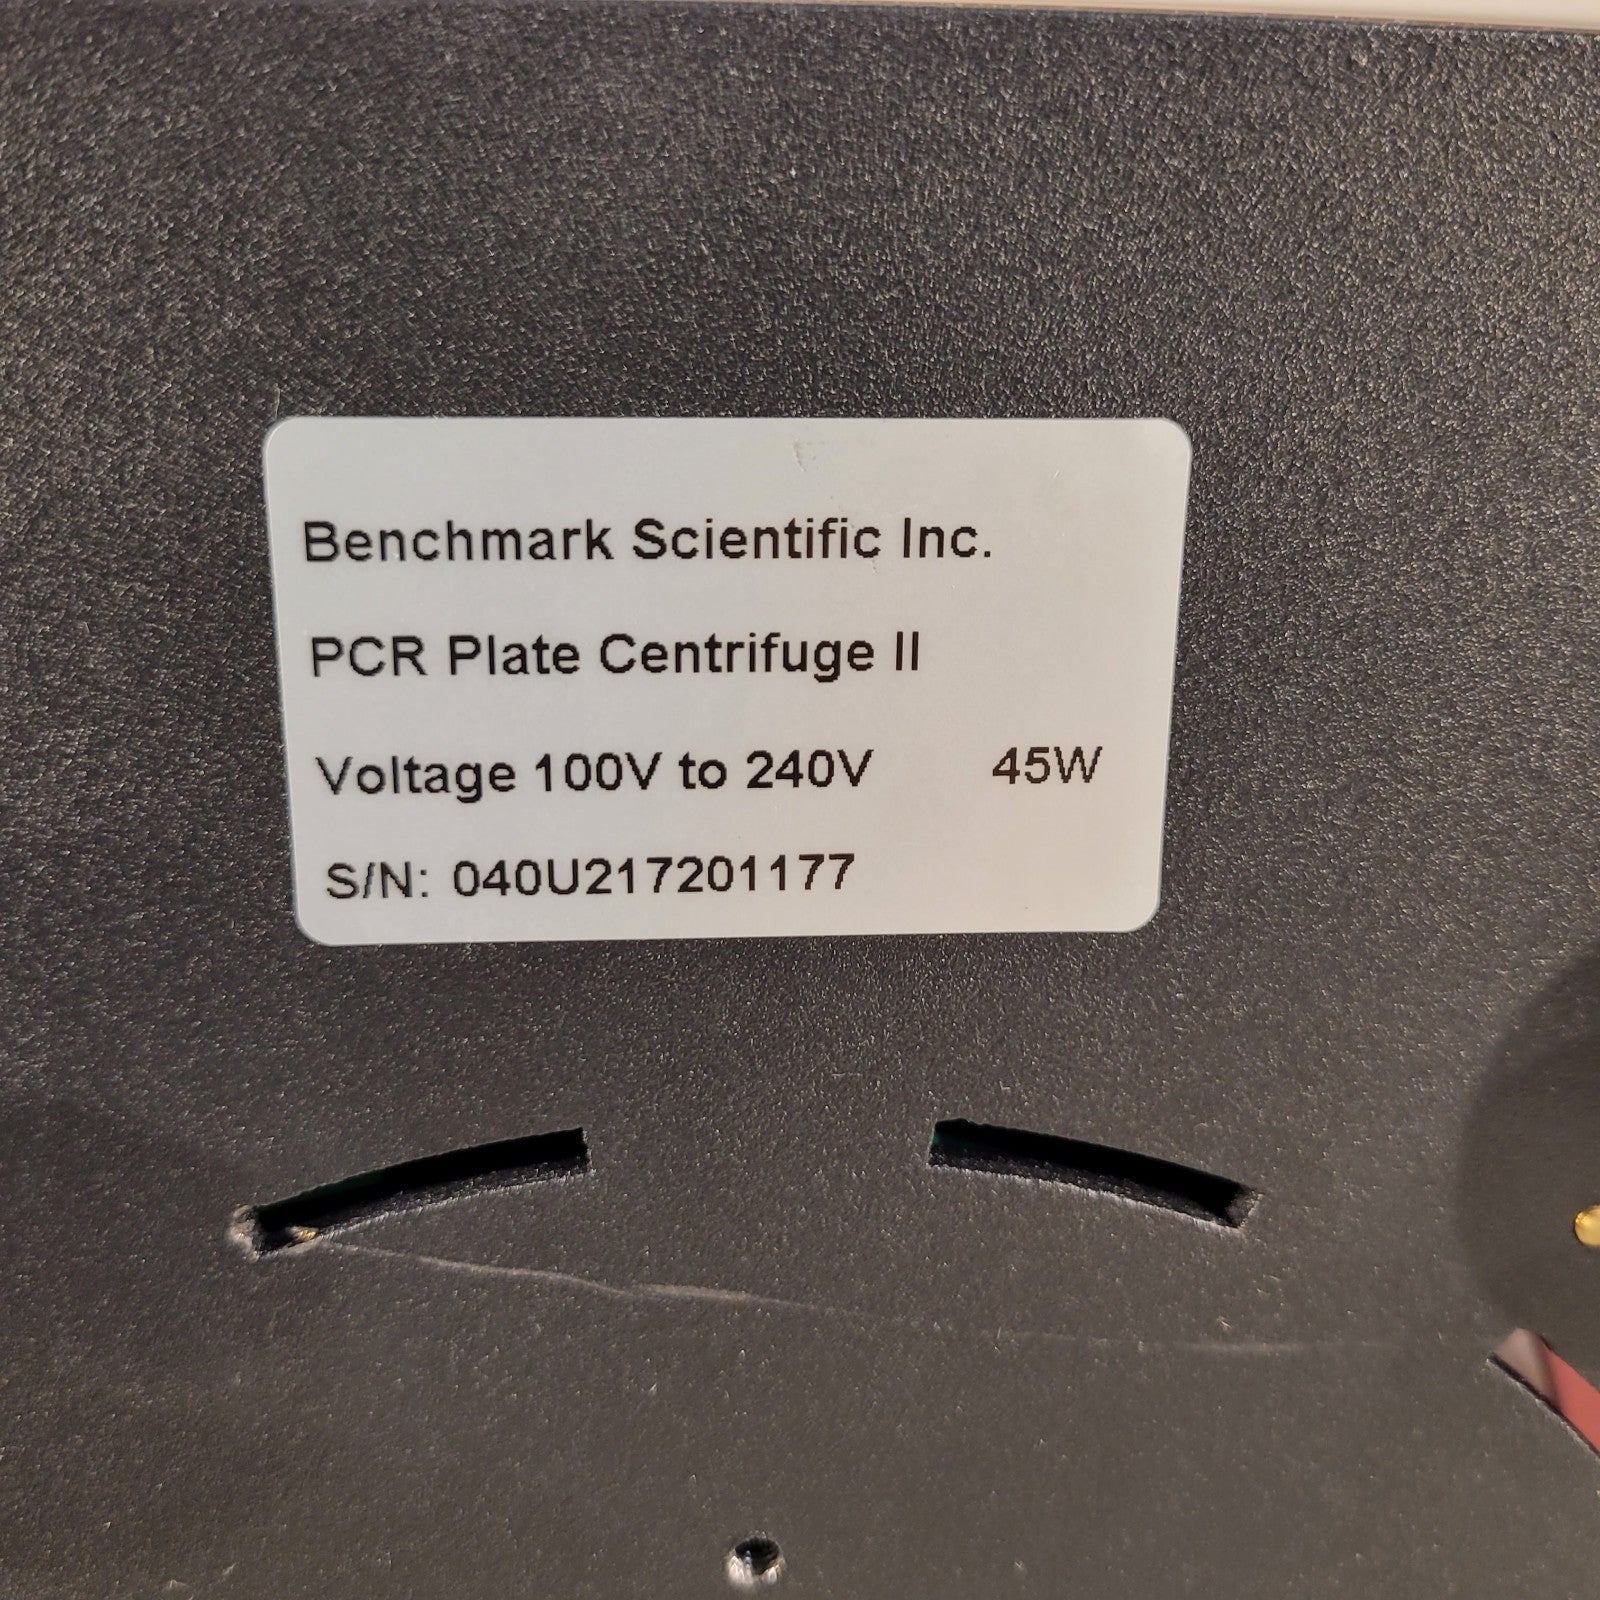 Benchmark Scientific Inc.
PCR Plate Centrifuge II
Voltage 100V to 240V 45W
S/N: 040U217201177